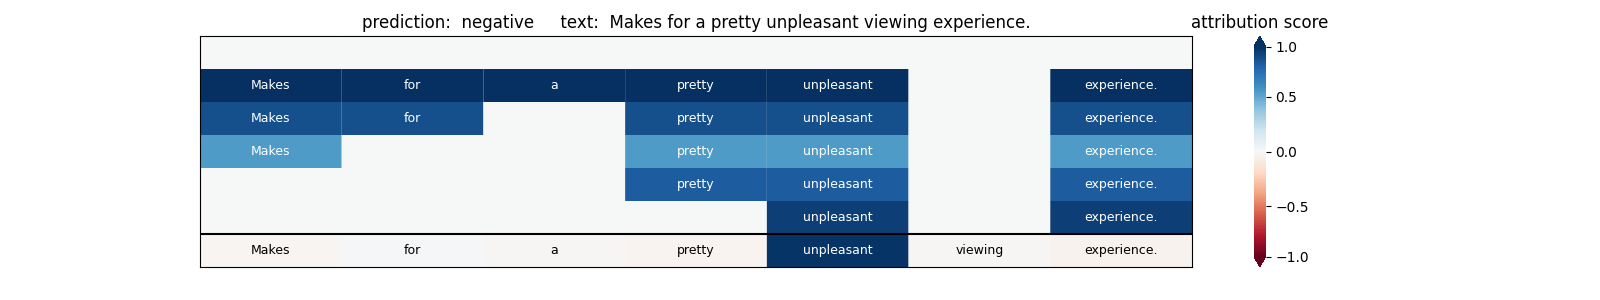 prediction:  negative     text:  Makes for a pretty unpleasant viewing experience.
attribution score
Makes for a pretty unpleasant experience.
Makes for pretty unpleasant experience.
Makes pretty unpleasant experience.
pretty unpleasant experience.
unpleasant experience.
Makes for a pretty unpleasant viewing experience.
1.0
0.5
0.0
−0.5
−1.0